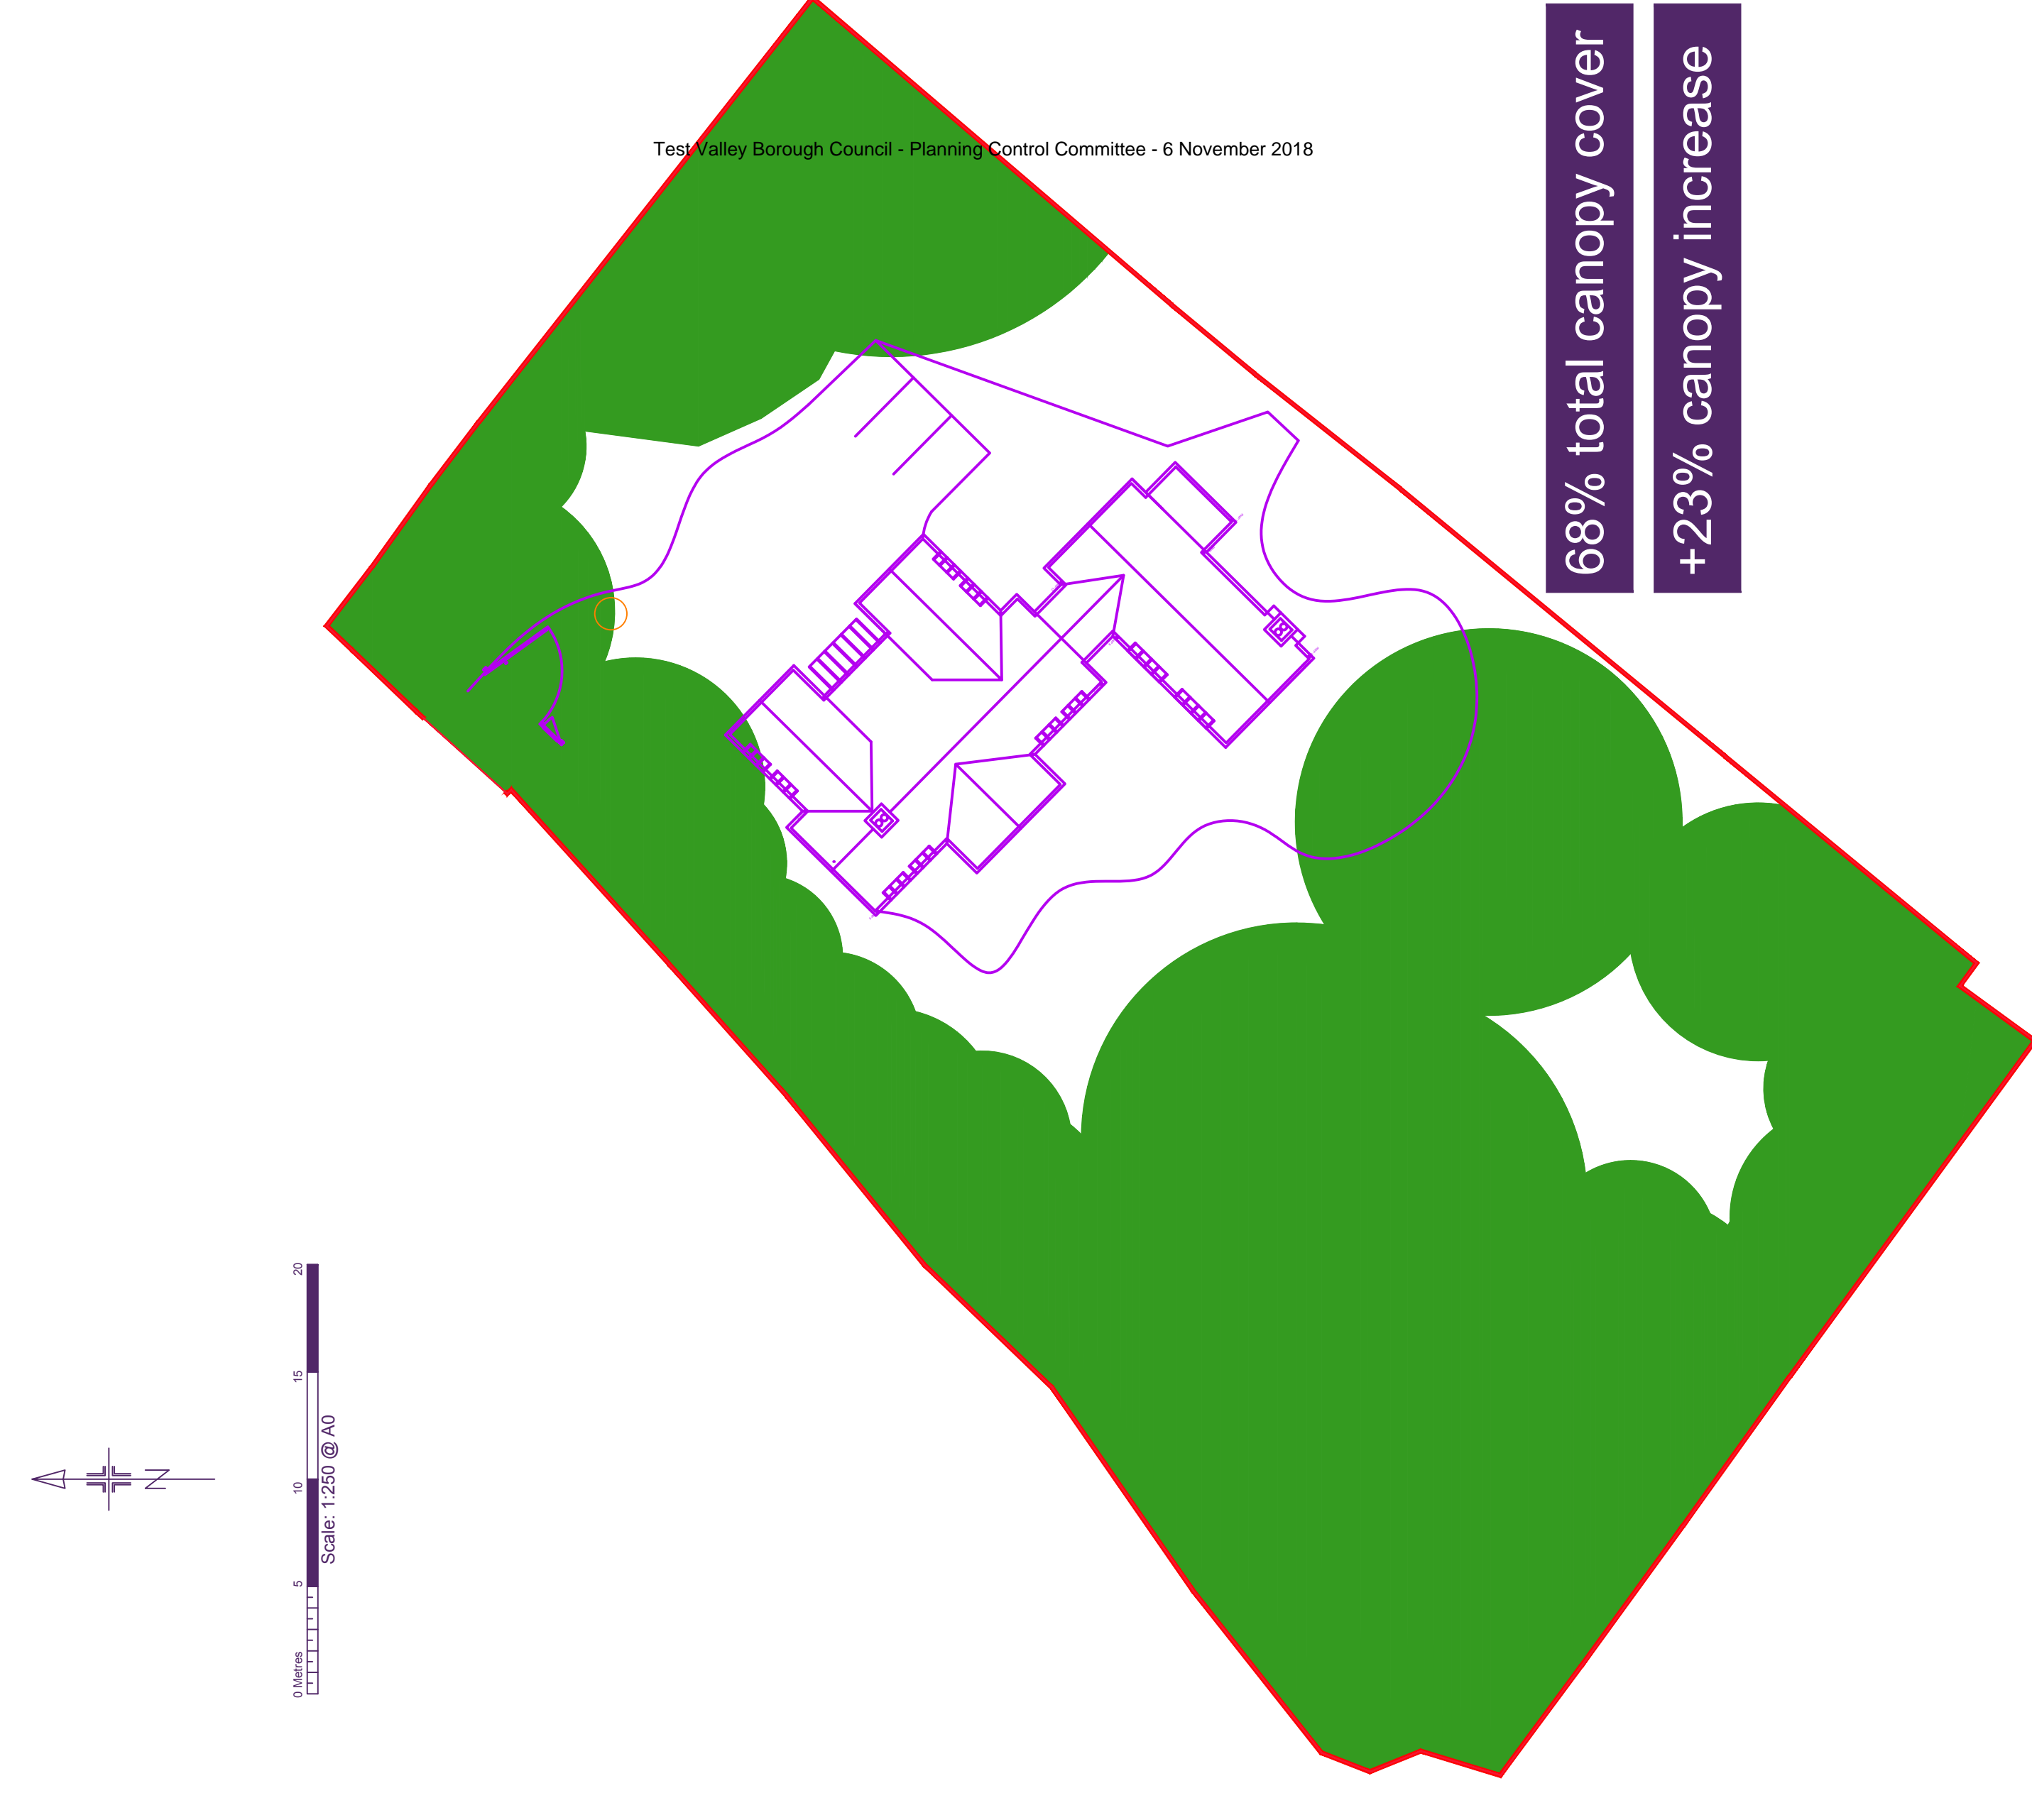 Test Valley Borough Council - Planning Control Committee - 6 November 2018
68% total canopy cover
+23% canopy increase
0 Metres
5
10
15
20
Scale: 1:250 @ A0
N